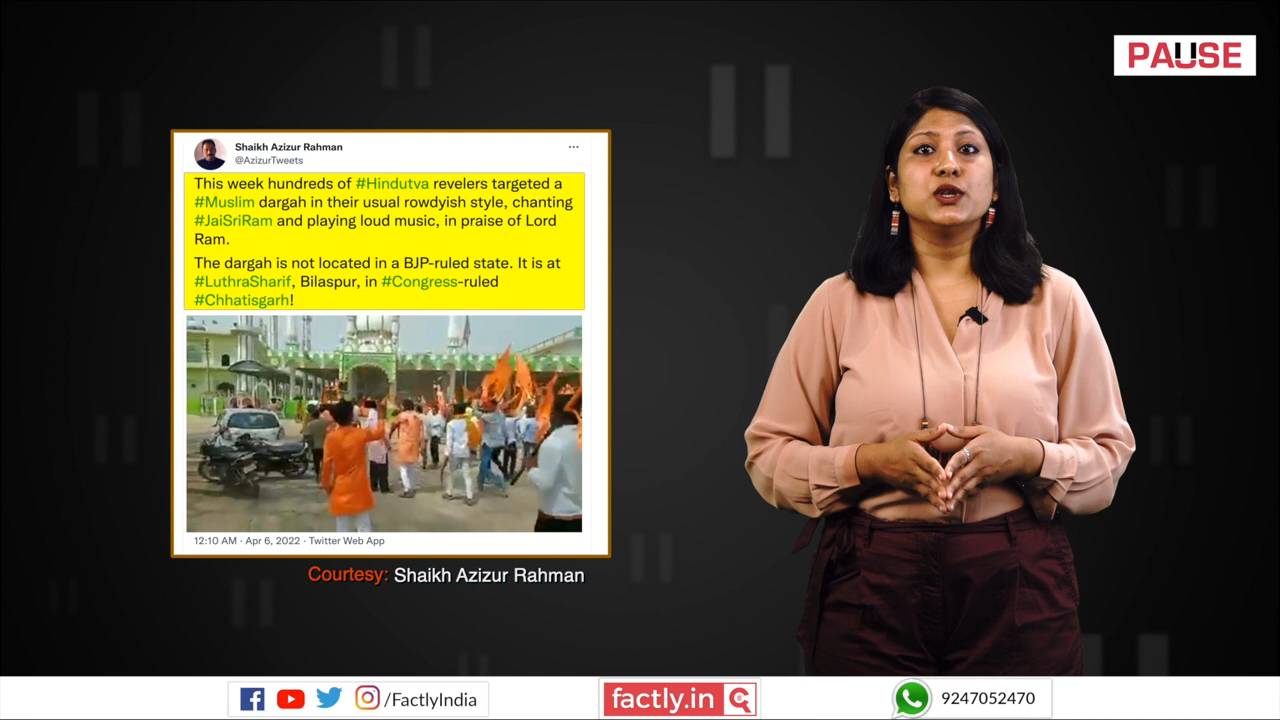 PAUSE
Shaikh Azizur Rahman
@AzizurTweets
This week hundreds of #Hindutva revelers targeted a
#Muslim dargah in their usual rowdyish style, chanting
#JaiSriRam and playing loud music, in praise of Lord
Ram.
The dargah is not located in a BJP-ruled state. It is at
#LuthraSharif, Bilaspur, in #Congress-ruled
#Chhatisgarh!
12:10 AM · Apr 6, 2022 · Twitter Web App
Courtesy: Shaikh Azizur Rahman
/FactlyIndia
factly.in
9247052470